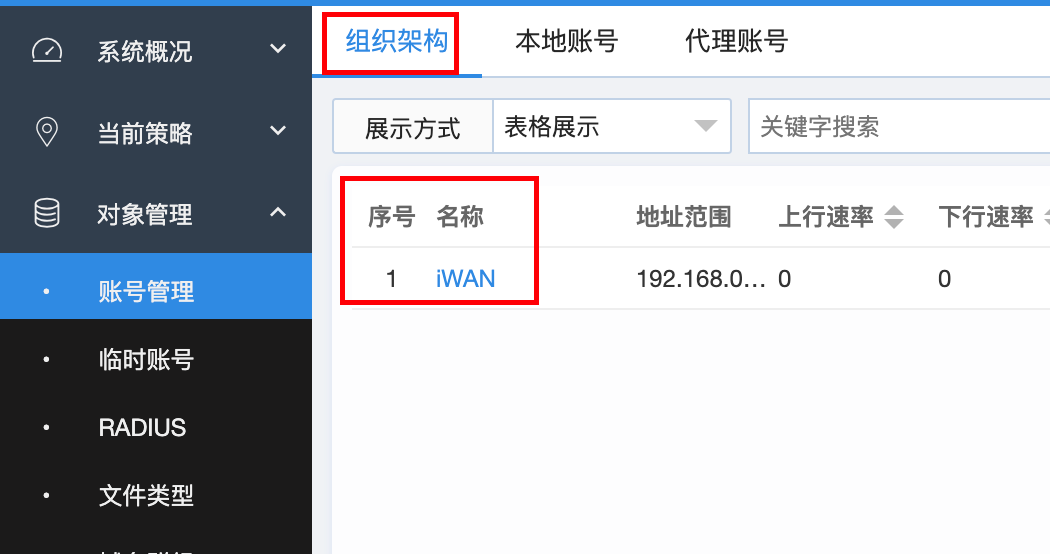 系统概况
当前策略
对象管理
账号管理
临时账号
RADIUS
文件类型
组织架构 本地账号 代理账号
展示方式 表格展示 关键字搜索
序号 名称 地址范围 上行速率 下行速率
1 iWAN 192.168.0... 0 0